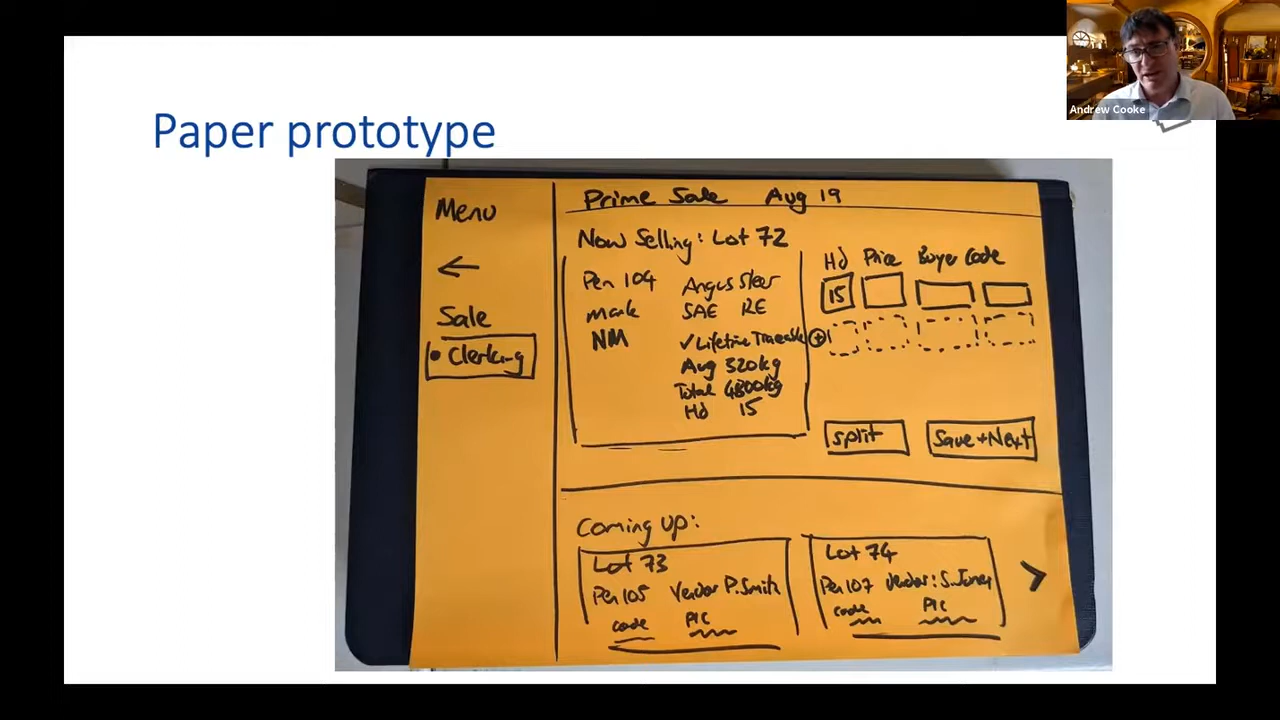 Andrew Cooke
Paper prototype
Menu
Sale
Clerking
Prime Sale Aug 19
Now Selling: Lot 72
Pen 104 Angus Steer
mark SAE RE
NM ✓Lifetime Traceable
Aug 320kg
Total 4800kg
Hd 15
Hd Price Buyer Code
15
+
split Save + Next
Coming up:
Lot 73
Pen 105 Vendor P. Smith
code PIC
Lot 74
Pen 107 Vendor: S. Jones
code PIC